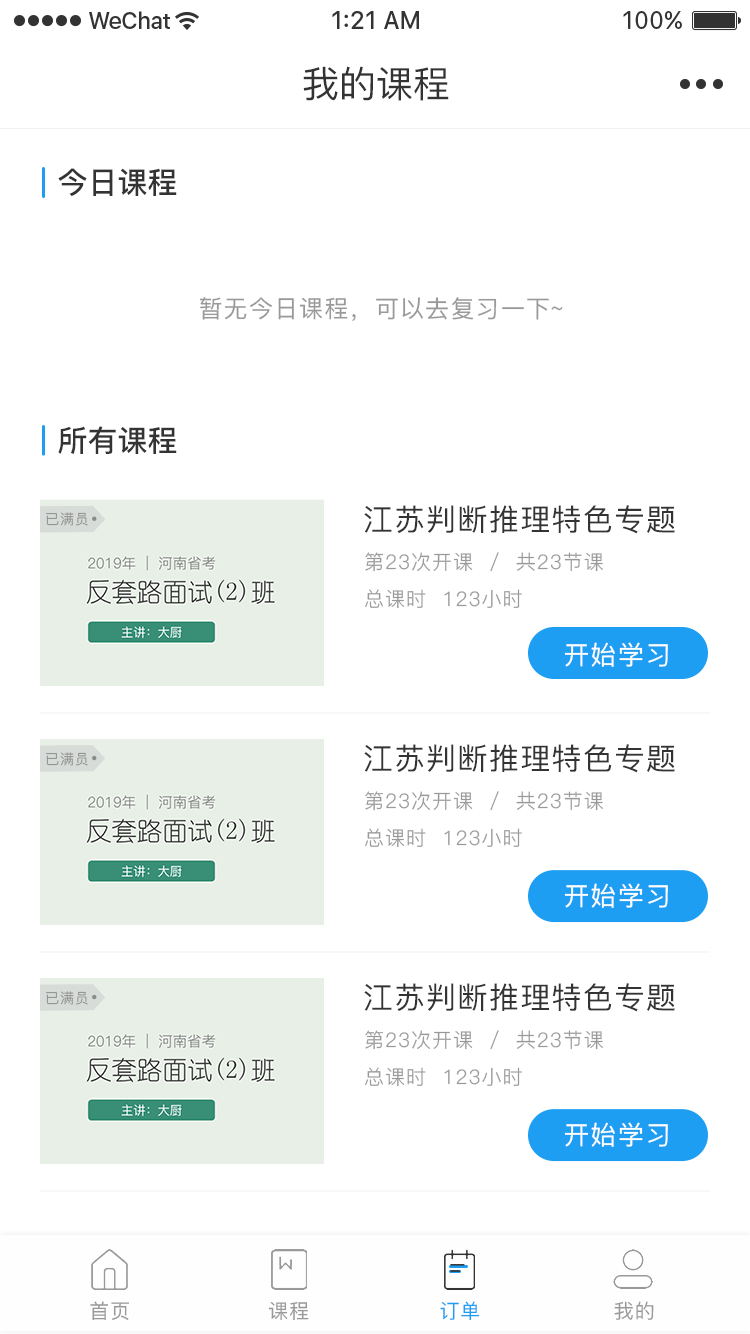 WeChat 1:21 AM 100%
我的课程
今日课程
暂无今日课程，可以去复习一下~
所有课程
已满员
2019年 | 河南省考
反套路面试(2)班
主讲：大厨
江苏判断推理特色专题
第23次开课 / 共23节课
总课时 123小时
开始学习
已满员
2019年 | 河南省考
反套路面试(2)班
主讲：大厨
江苏判断推理特色专题
第23次开课 / 共23节课
总课时 123小时
开始学习
已满员
2019年 | 河南省考
反套路面试(2)班
主讲：大厨
江苏判断推理特色专题
第23次开课 / 共23节课
总课时 123小时
开始学习
首页 课程 订单 我的